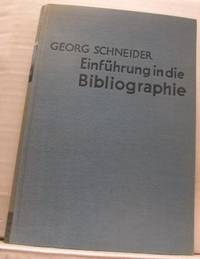 GEORG SCHNEIDER
Einführung in die
Bibliographie